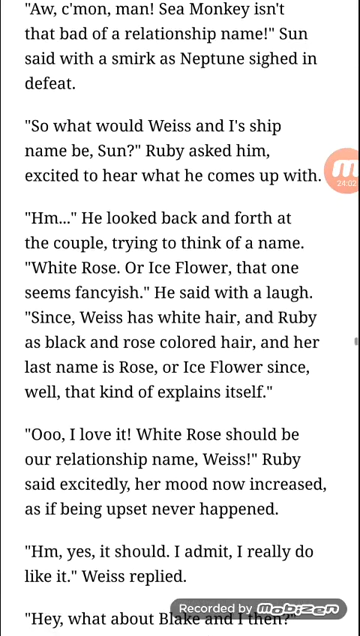 "Aw, c'mon, man! Sea Monkey isn't
that bad of a relationship name!" Sun
said with a smirk as Neptune sighed in
defeat.
"So what would Weiss and I's ship
name be, Sun?" Ruby asked him,
excited to hear what he comes up with.
24:02
"Hm..." He looked back and forth at
the couple, trying to think of a name.
"White Rose. Or Ice Flower, that one
seems fancyish." He said with a laugh.
"Since, Weiss has white hair, and Ruby
as black and rose colored hair, and her
last name is Rose, or Ice Flower since,
well, that kind of explains itself."
"Ooo, I love it! White Rose should be
our relationship name, Weiss!" Ruby
said excitedly, her mood now increased,
as if being upset never happened.
"Hm, yes, it should. I admit, I really do
like it." Weiss replied.
"Hey, what about Blake and I then?"
Recorded by mobizen